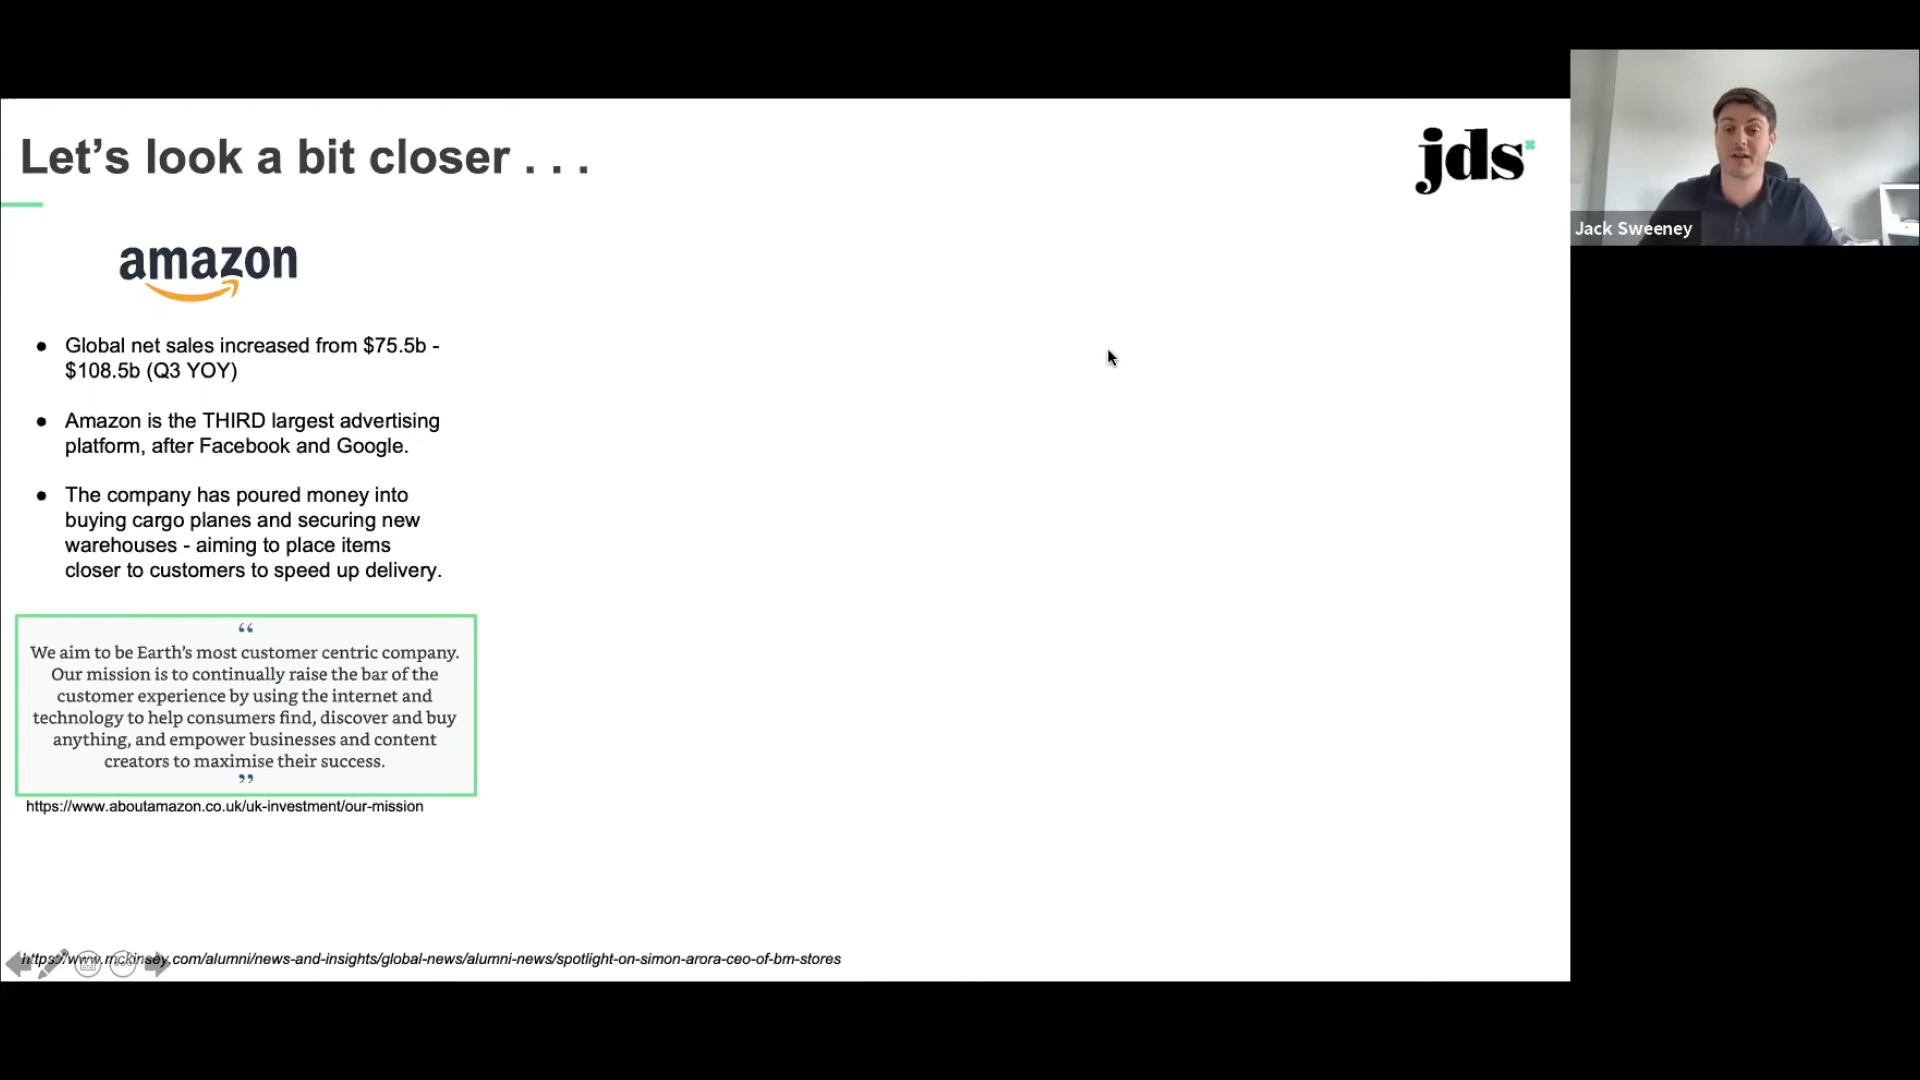 Let’s look a bit closer . . .
jds
Jack Sweeney
amazon
● Global net sales increased from $75.5b -
$108.5b (Q3 YOY)
● Amazon is the THIRD largest advertising
platform, after Facebook and Google.
● The company has poured money into
buying cargo planes and securing new
warehouses - aiming to place items
closer to customers to speed up delivery.
“
We aim to be Earth’s most customer centric company.
Our mission is to continually raise the bar of the
customer experience by using the internet and
technology to help consumers find, discover and buy
anything, and empower businesses and content
creators to maximise their success.
”
https://www.aboutamazon.co.uk/uk-investment/our-mission
https://www.mckinsey.com/alumni/news-and-insights/global-news/alumni-news/spotlight-on-simon-arora-ceo-of-bm-stores